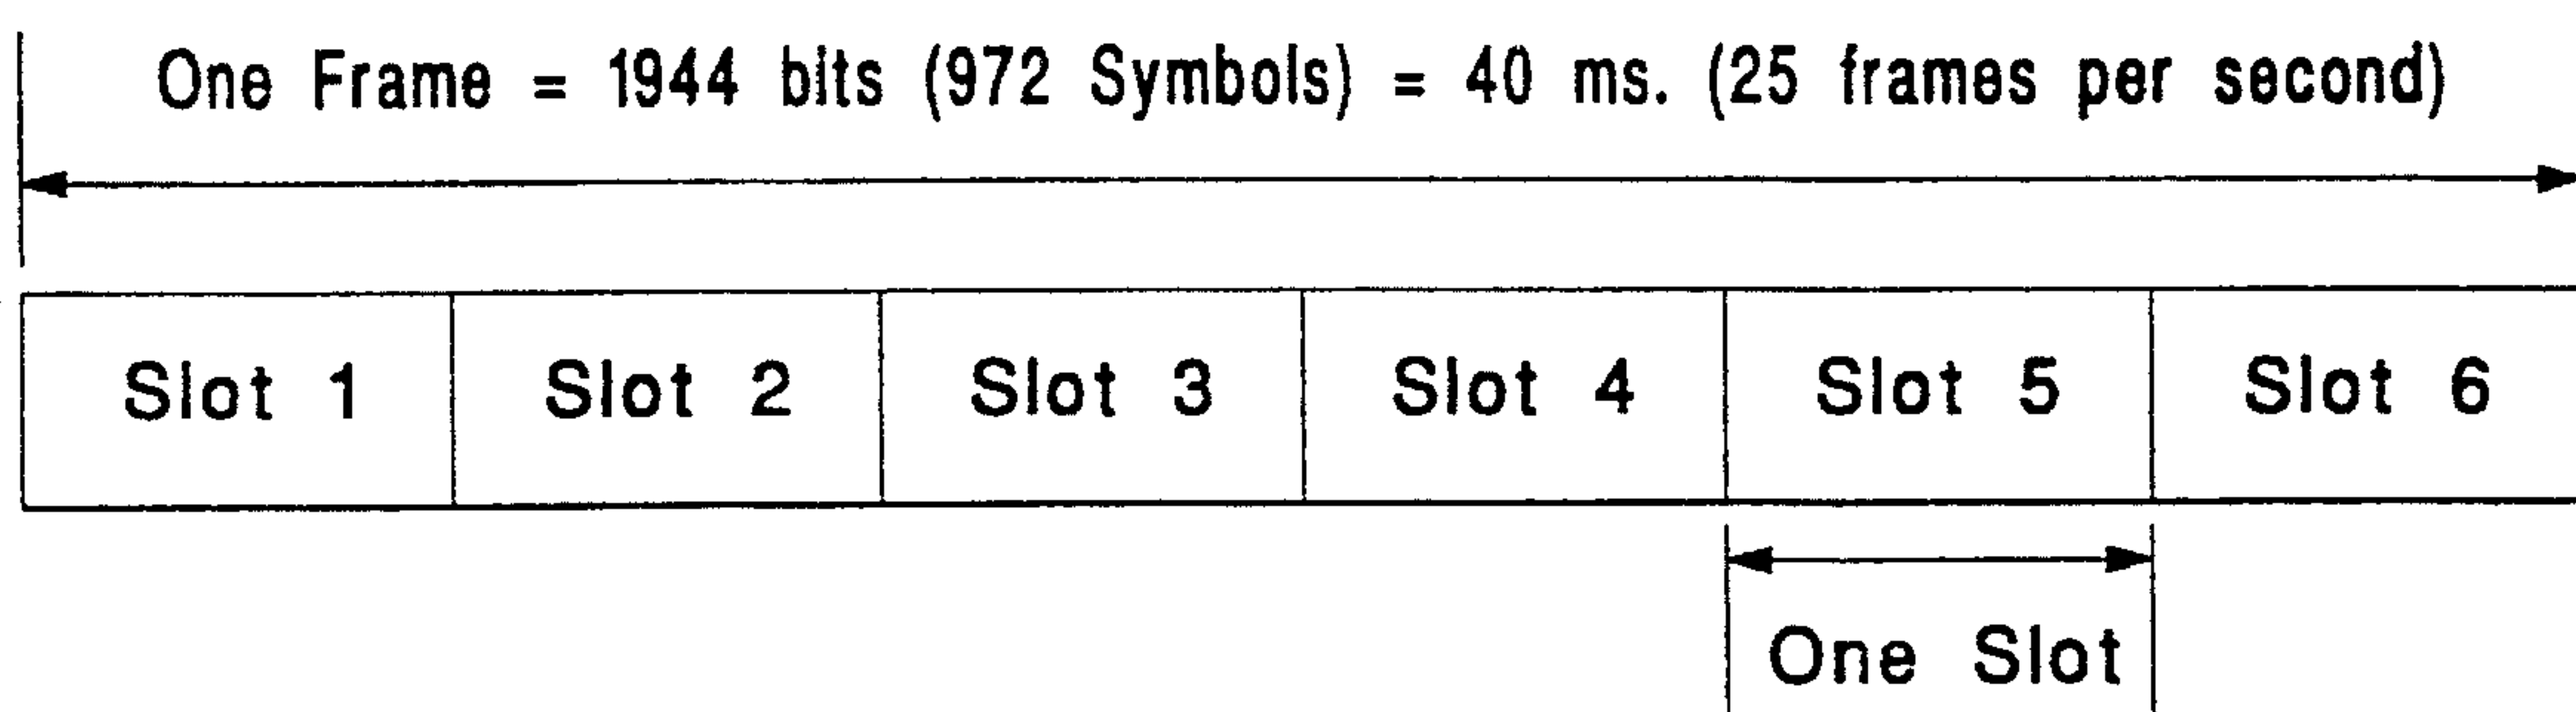 One Frame = 1944 bits (972 Symbols) = 40 ms. (25 frames per second)
Slot 1 Slot 2 Slot 3 Slot 4 Slot 5 Slot 6
One Slot